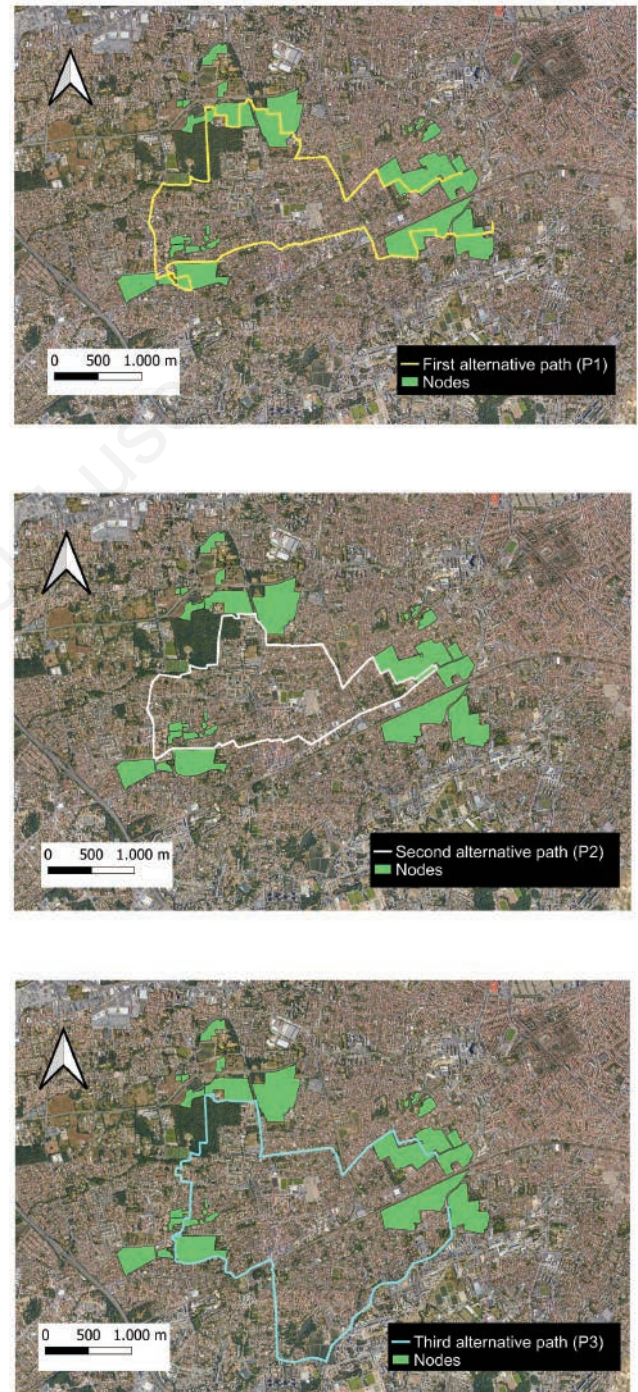 0 500 1.000 m
First alternative path (P1)
Nodes
0 500 1.000 m
Second alternative path (P2)
Nodes
0 500 1.000 m
Third alternative path (P3)
Nodes